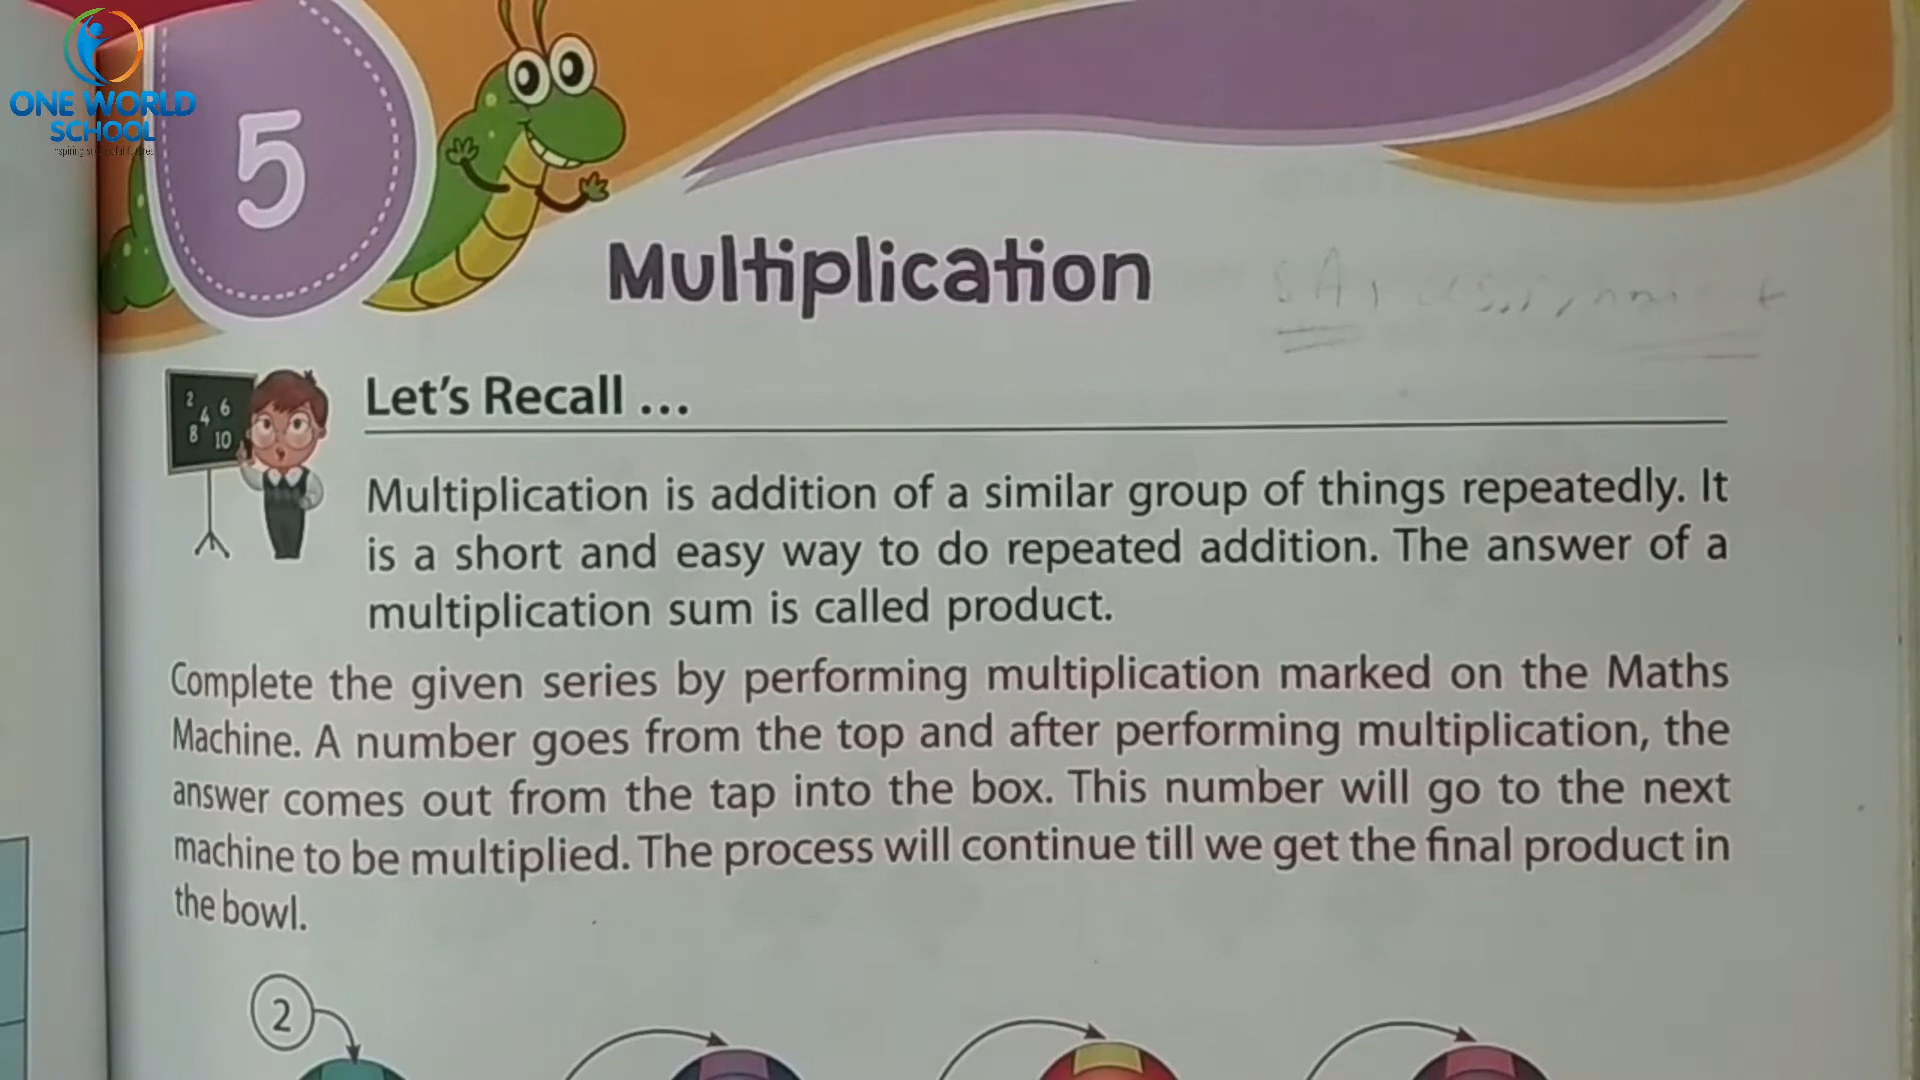 ONE WORLD
SCHOOL
5
Multiplication
2 4 6
8 10
Let's Recall ...
Multiplication is addition of a similar group of things repeatedly. It
is a short and easy way to do repeated addition. The answer of a
multiplication sum is called product.
Complete the given series by performing multiplication marked on the Maths
Machine. A number goes from the top and after performing multiplication, the
answer comes out from the tap into the box. This number will go to the next
machine to be multiplied. The process will continue till we get the final product in
the bowl.
2